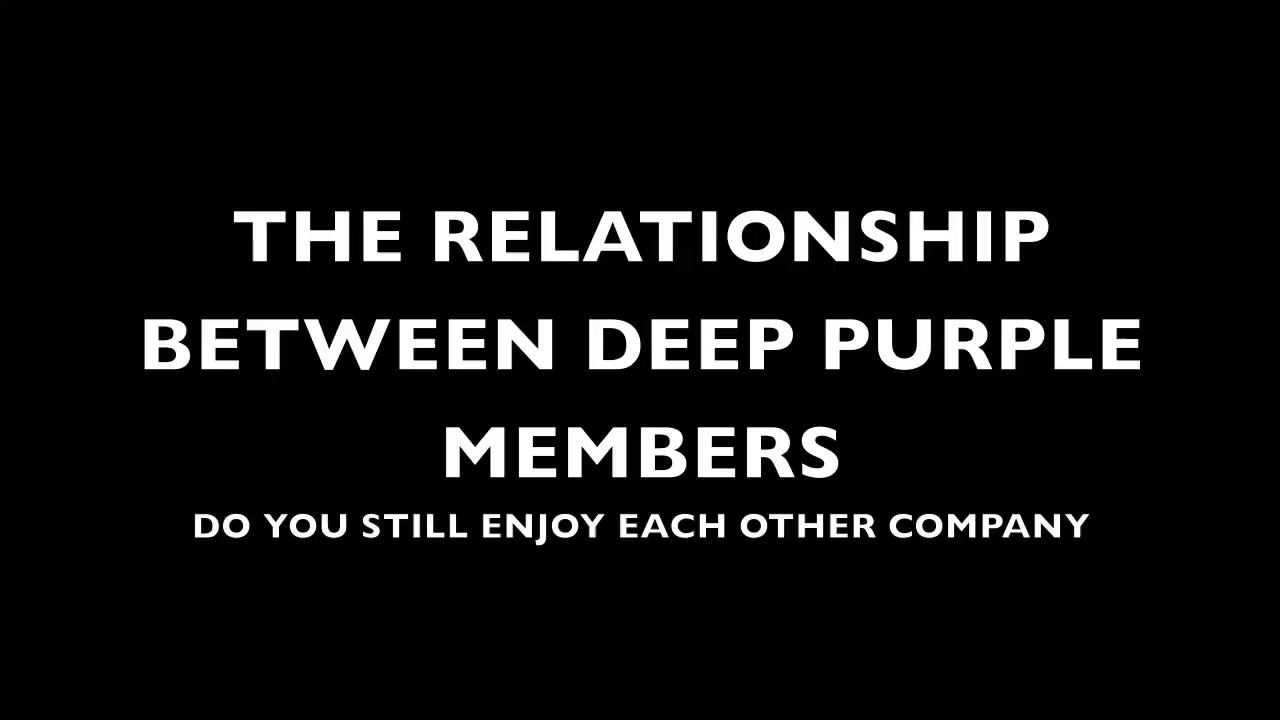 THE RELATIONSHIP
BETWEEN DEEP PURPLE
MEMBERS
DO YOU STILL ENJOY EACH OTHER COMPANY